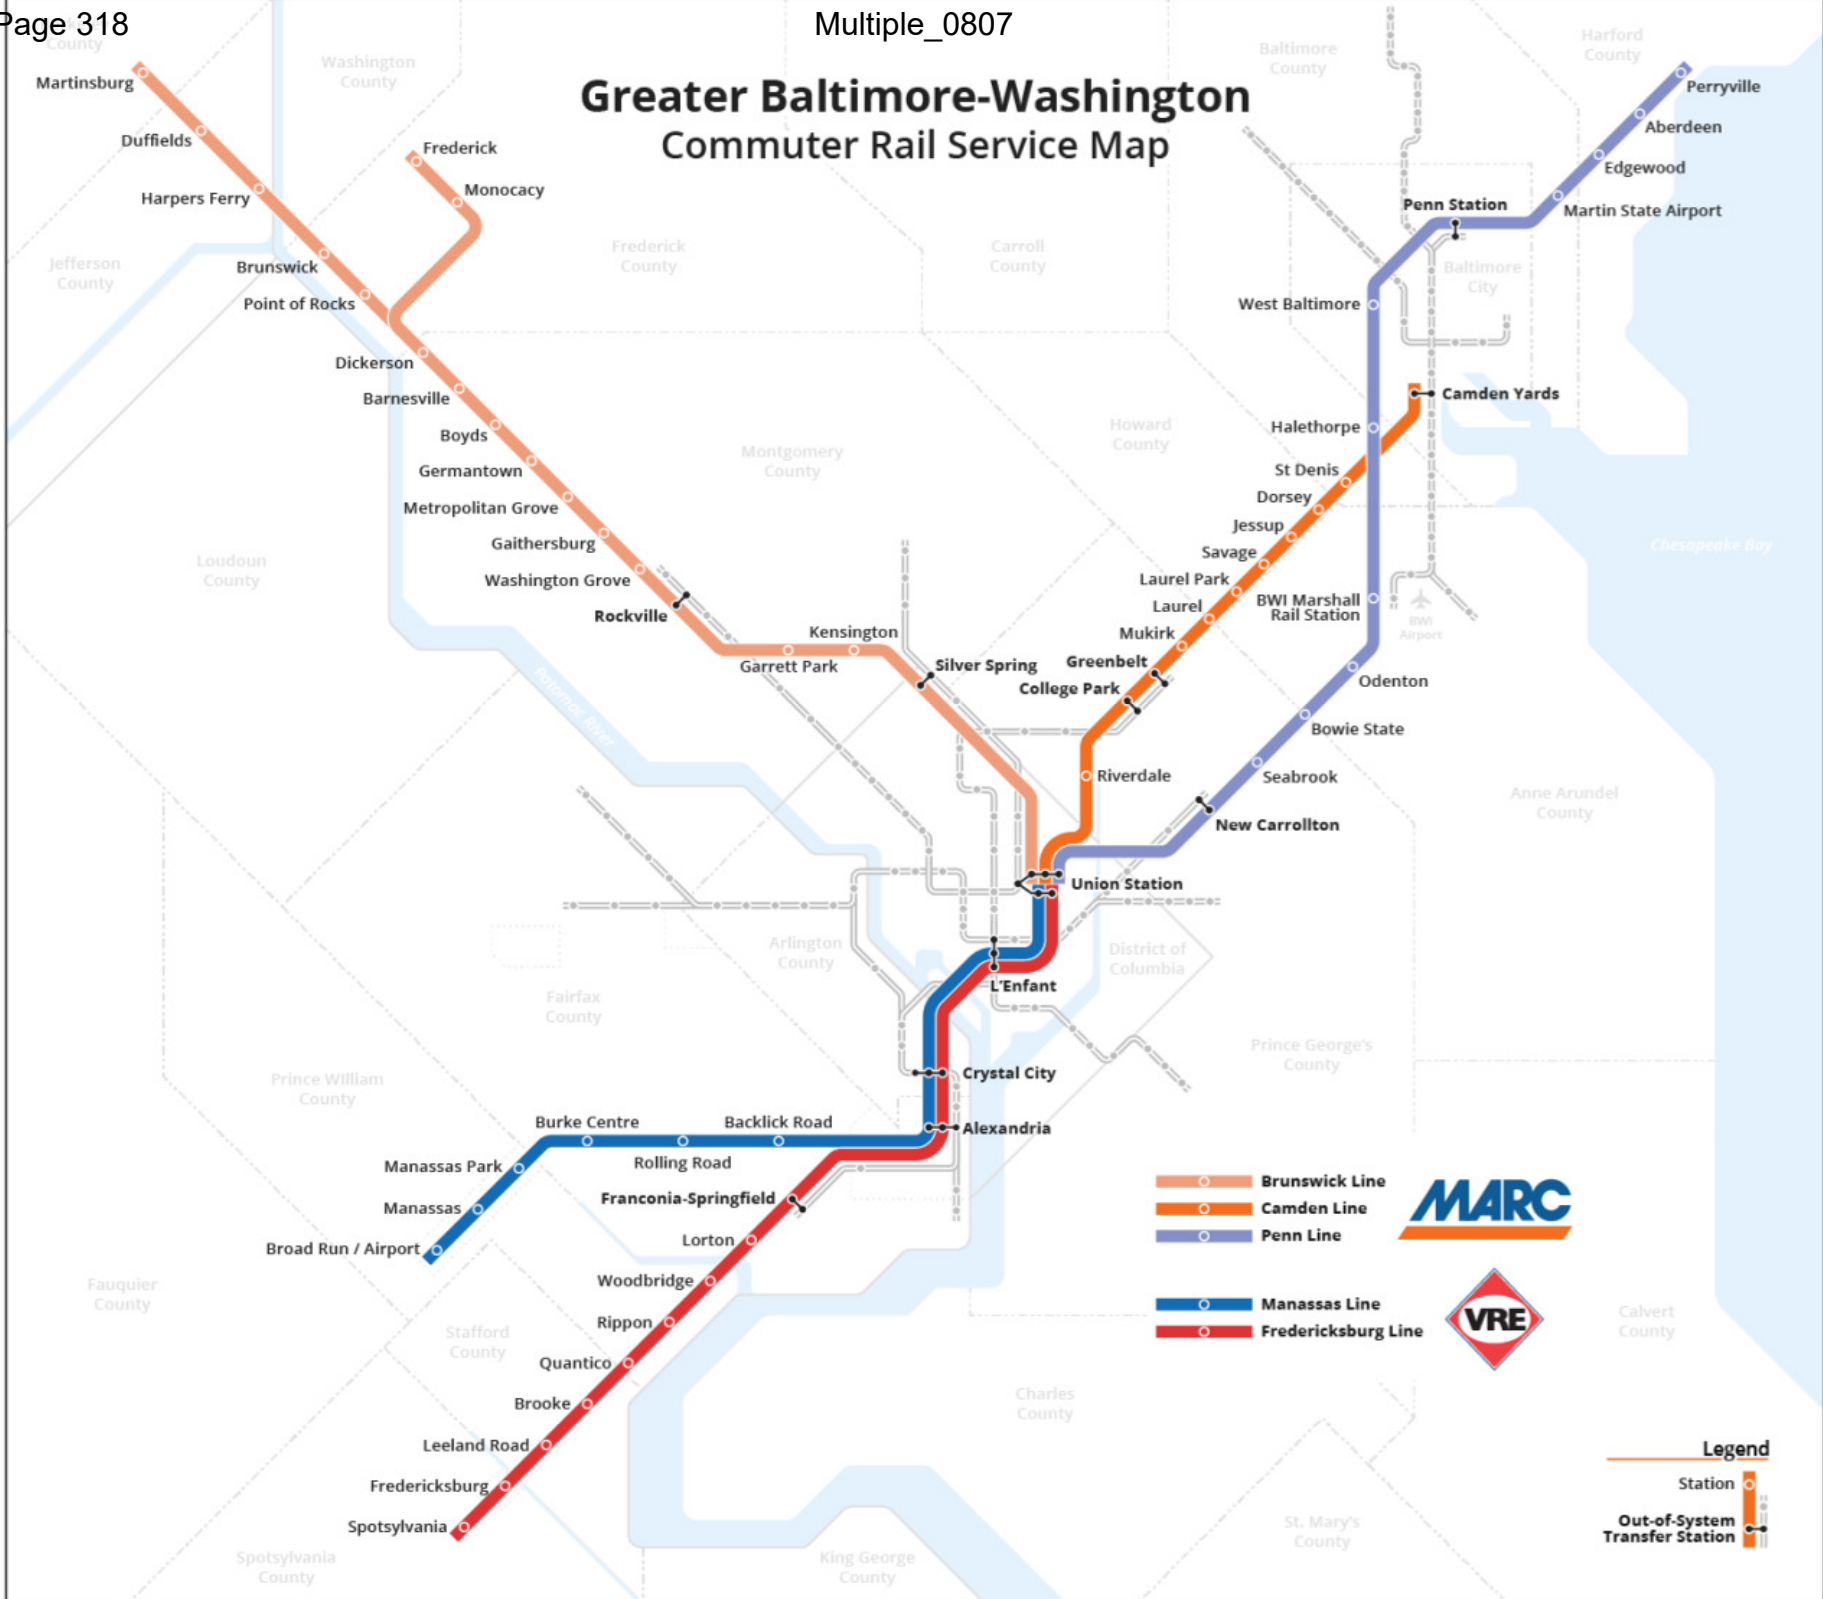 Page 318
Multiple_0807
County
Washington
County
Baltimore
County
Harford
County
Greater Baltimore-Washington
Commuter Rail Service Map
Martinsburg
Duffields
Harpers Ferry
Frederick
Monocacy
Perryville
Aberdeen
Edgewood
Martin State Airport
Penn Station
Jefferson
County
Frederick
County
Carroll
County
Baltimore
City
Brunswick
Point of Rocks
West Baltimore
Dickerson
Barnesville
Boyds
Germantown
Metropolitan Grove
Gaithersburg
Washington Grove
Rockville
Camden Yards
Halethorpe
Howard
County
Montgomery
County
St Denis
Dorsey
Jessup
Savage
Laurel Park
Laurel
Mukirk
Greenbelt
College Park
BWI Marshall
Rail Station
BWI
Airport
Chesapeake Bay
Loudoun
County
Kensington
Garrett Park
Silver Spring
Potomac River
Odenton
Bowie State
Seabrook
New Carrollton
Riverdale
Anne Arundel
County
Union Station
Arlington
County
District of
Columbia
L'Enfant
Fairfax
County
Prince George's
County
Crystal City
Prince William
County
Alexandria
Burke Centre
Backlick Road
Rolling Road
Manassas Park
Manassas
Broad Run / Airport
Franconia-Springfield
Lorton
Woodbridge
Rippon
Quantico
Brooke
Leeland Road
Fredericksburg
Spotsylvania
Fauquier
County
Stafford
County
Brunswick Line
Camden Line
Penn Line
MARC
Manassas Line
Fredericksburg Line
VRE
Calvert
County
Charles
County
St. Mary's
County
Spotsylvania
County
King George
County
Legend
Station
Out-of-System
Transfer Station